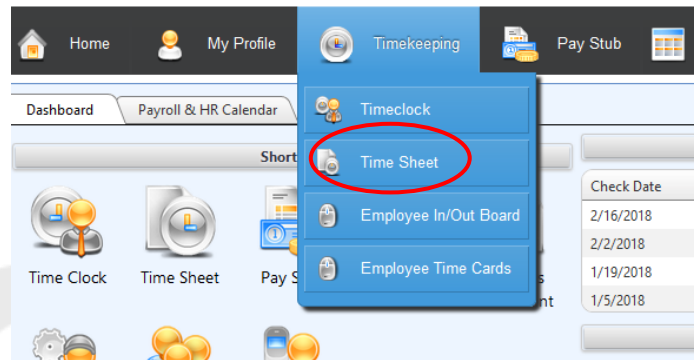 Home
My Profile
Timekeeping
Pay Stub
Dashboard
Payroll & HR Calendar
Timeclock
Time Sheet
Employee In/Out Board
Employee Time Cards
Short
Time Clock
Time Sheet
Pay S
Check Date
2/16/2018
2/2/2018
1/19/2018
1/5/2018